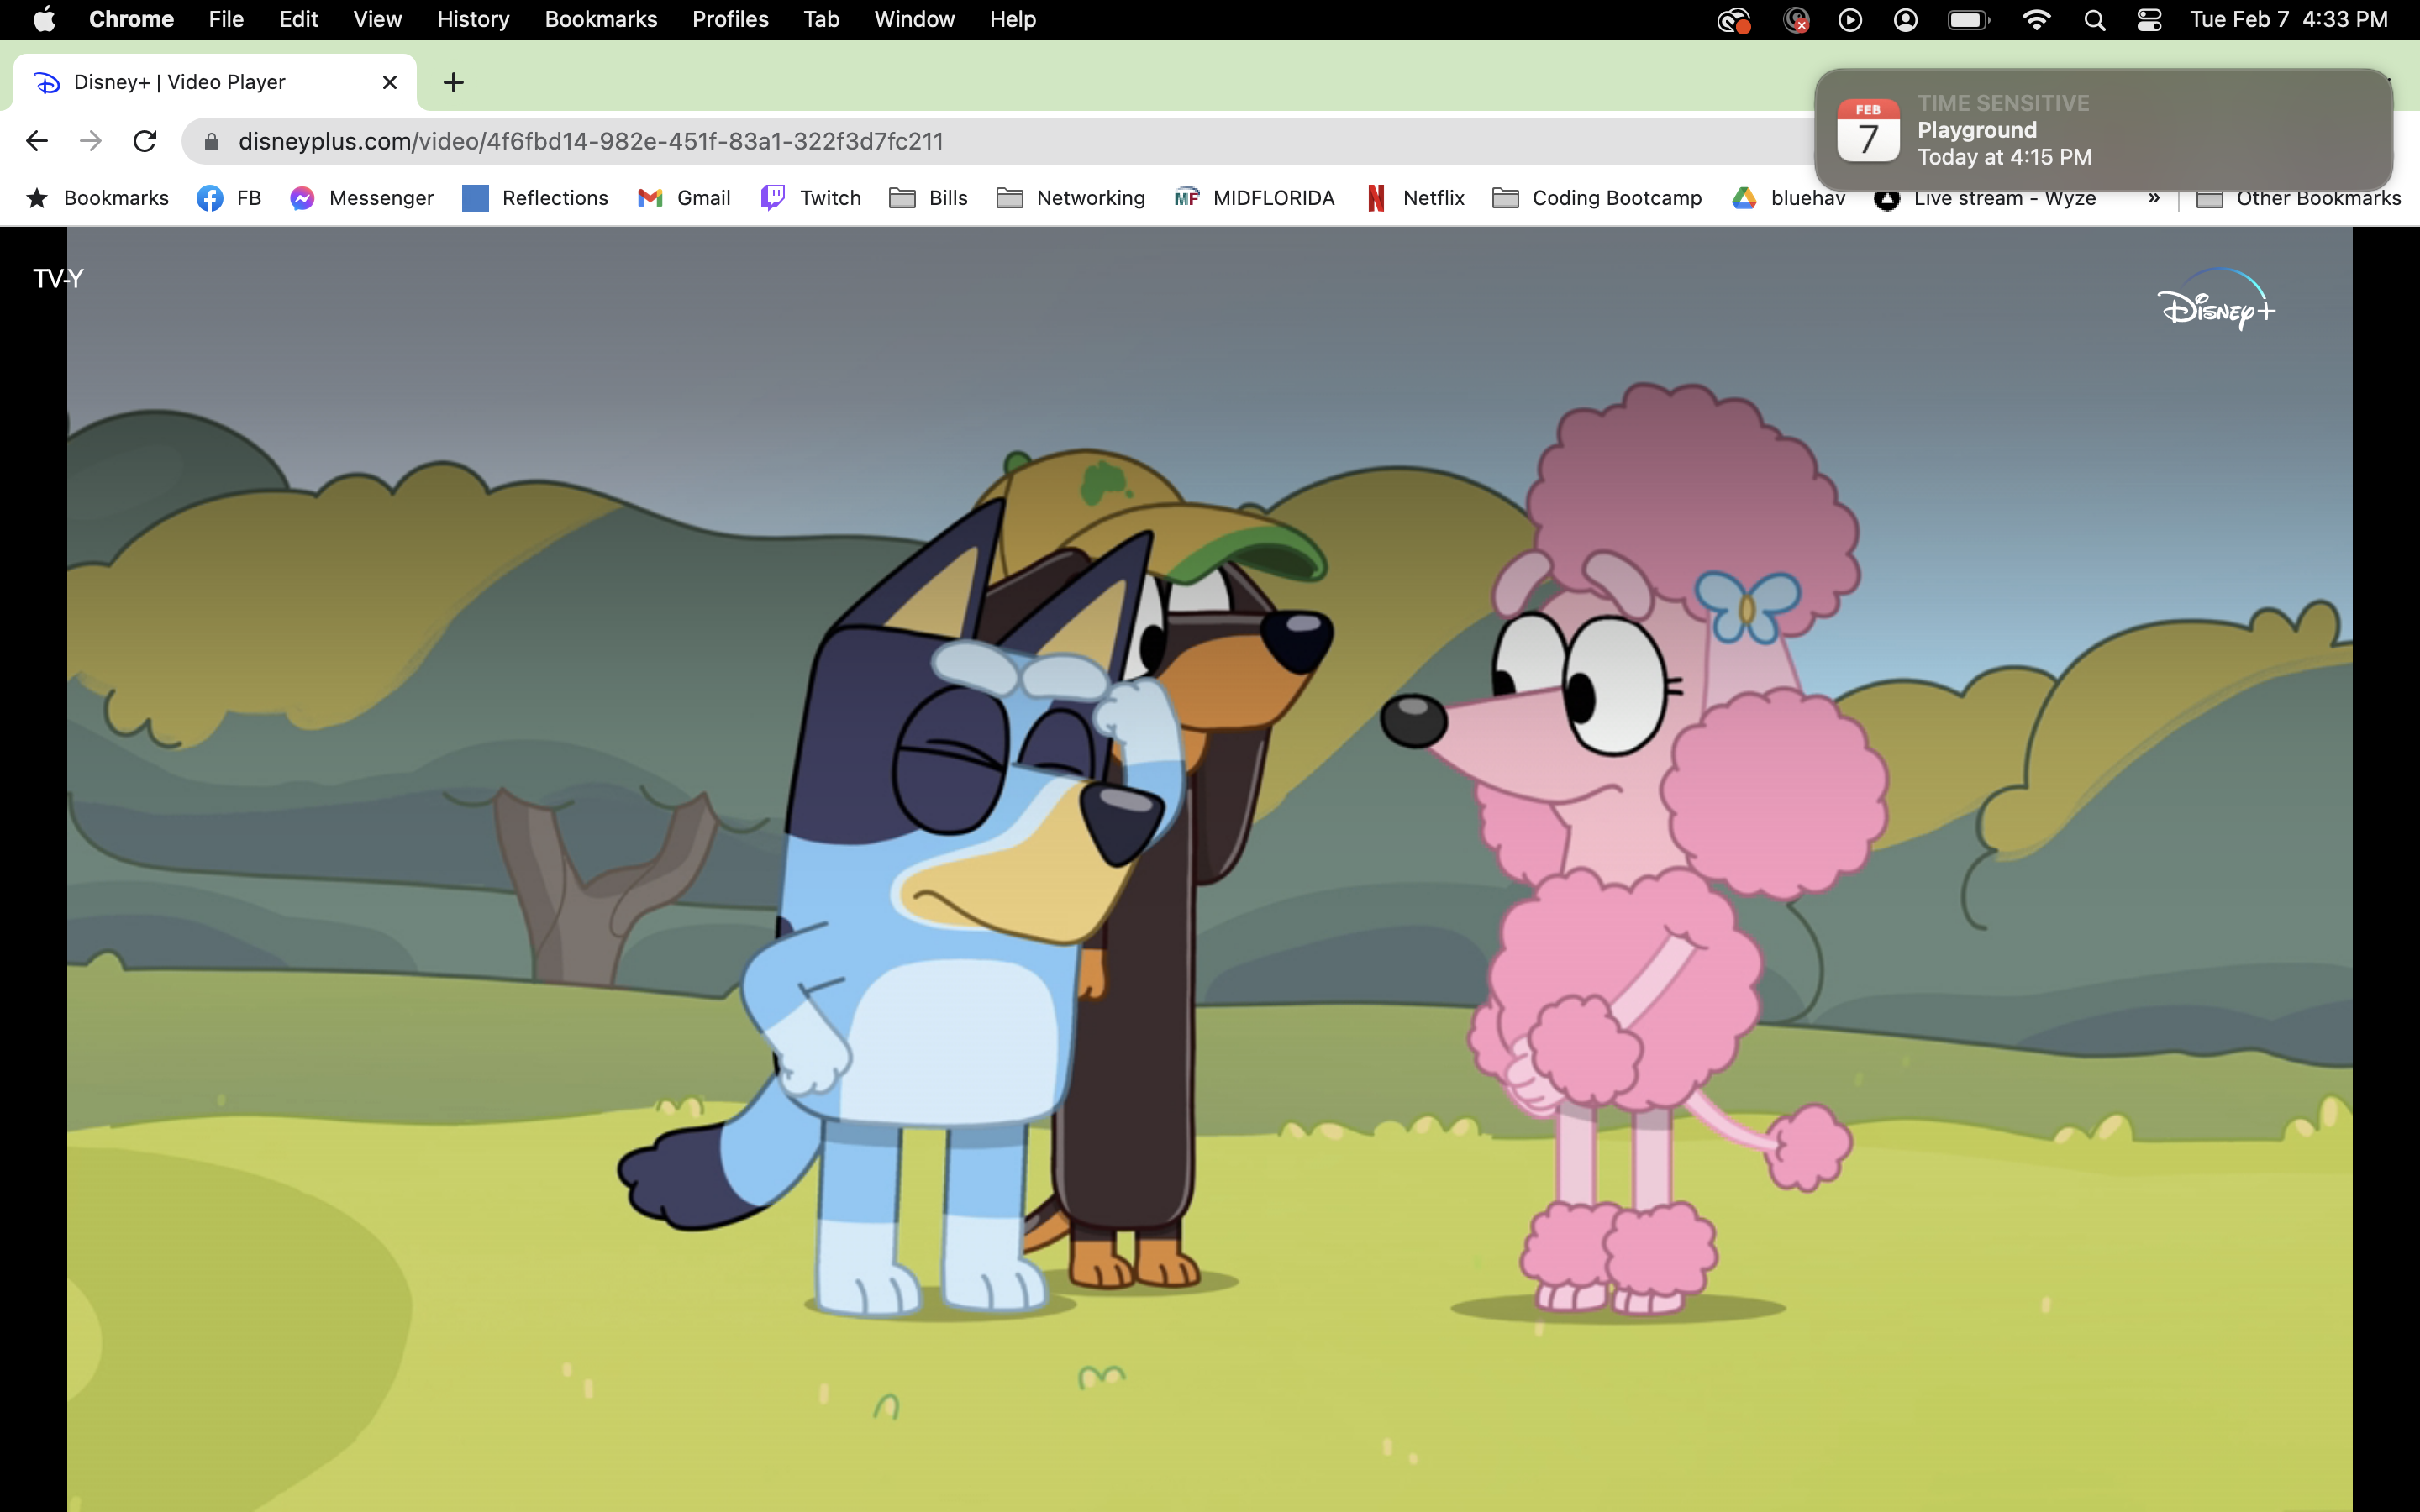 Chrome File Edit View History Bookmarks Profiles Tab Window Help Tue Feb 7 4:33 PM
Disney+ | Video Player
TIME SENSITIVE
FEB
7
Playground
Today at 4:15 PM
disneyplus.com/video/4f6fbd14-982e-451f-83a1-322f3d7fc211
Bookmarks FB Messenger Reflections Gmail Twitch Bills Networking MF MIDFLORIDA N Netflix Coding Bootcamp bluehav Live stream - Wyze » Other Bookmarks
TV-Y
Disney+